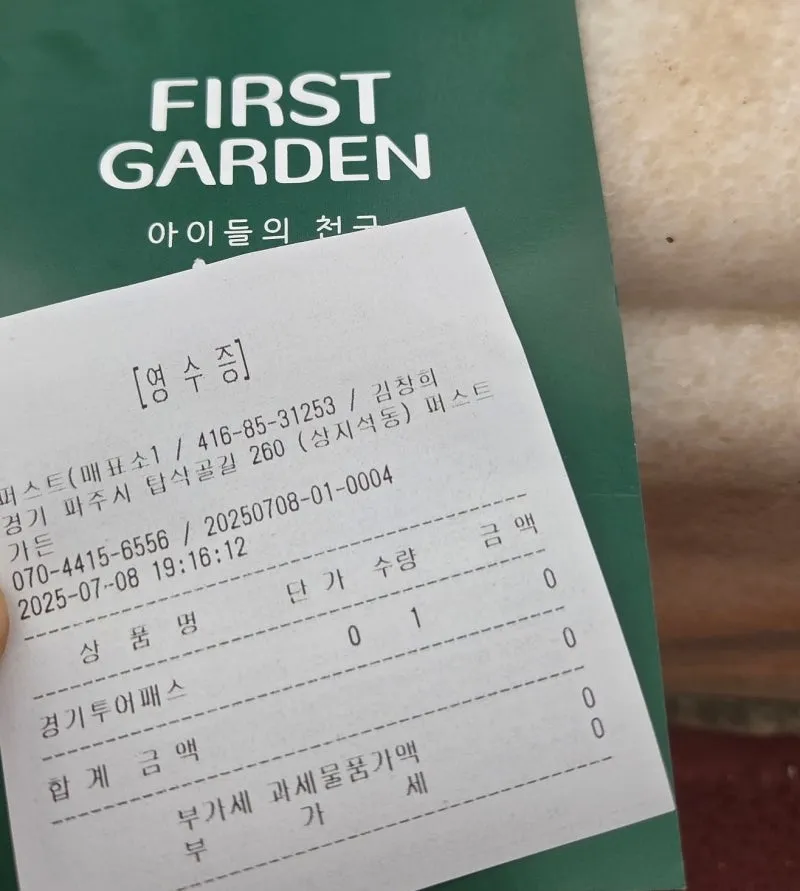 FIRST
GARDEN
아이들의
[영 수 증]
퍼스트(매표소1 / 416-85-31253 / 김창희
경기 파주시 탑삭골길 260 (상지석동) 퍼스트
가든
070-4415-6556 / 20250708-01-0004
2025-07-08 19:16:12
상 품 명 단 가 수량 금 액
0 1 0
경기투어패스 0
합 계 금 액 0
부가세 과세물품가액 0
부 가 세